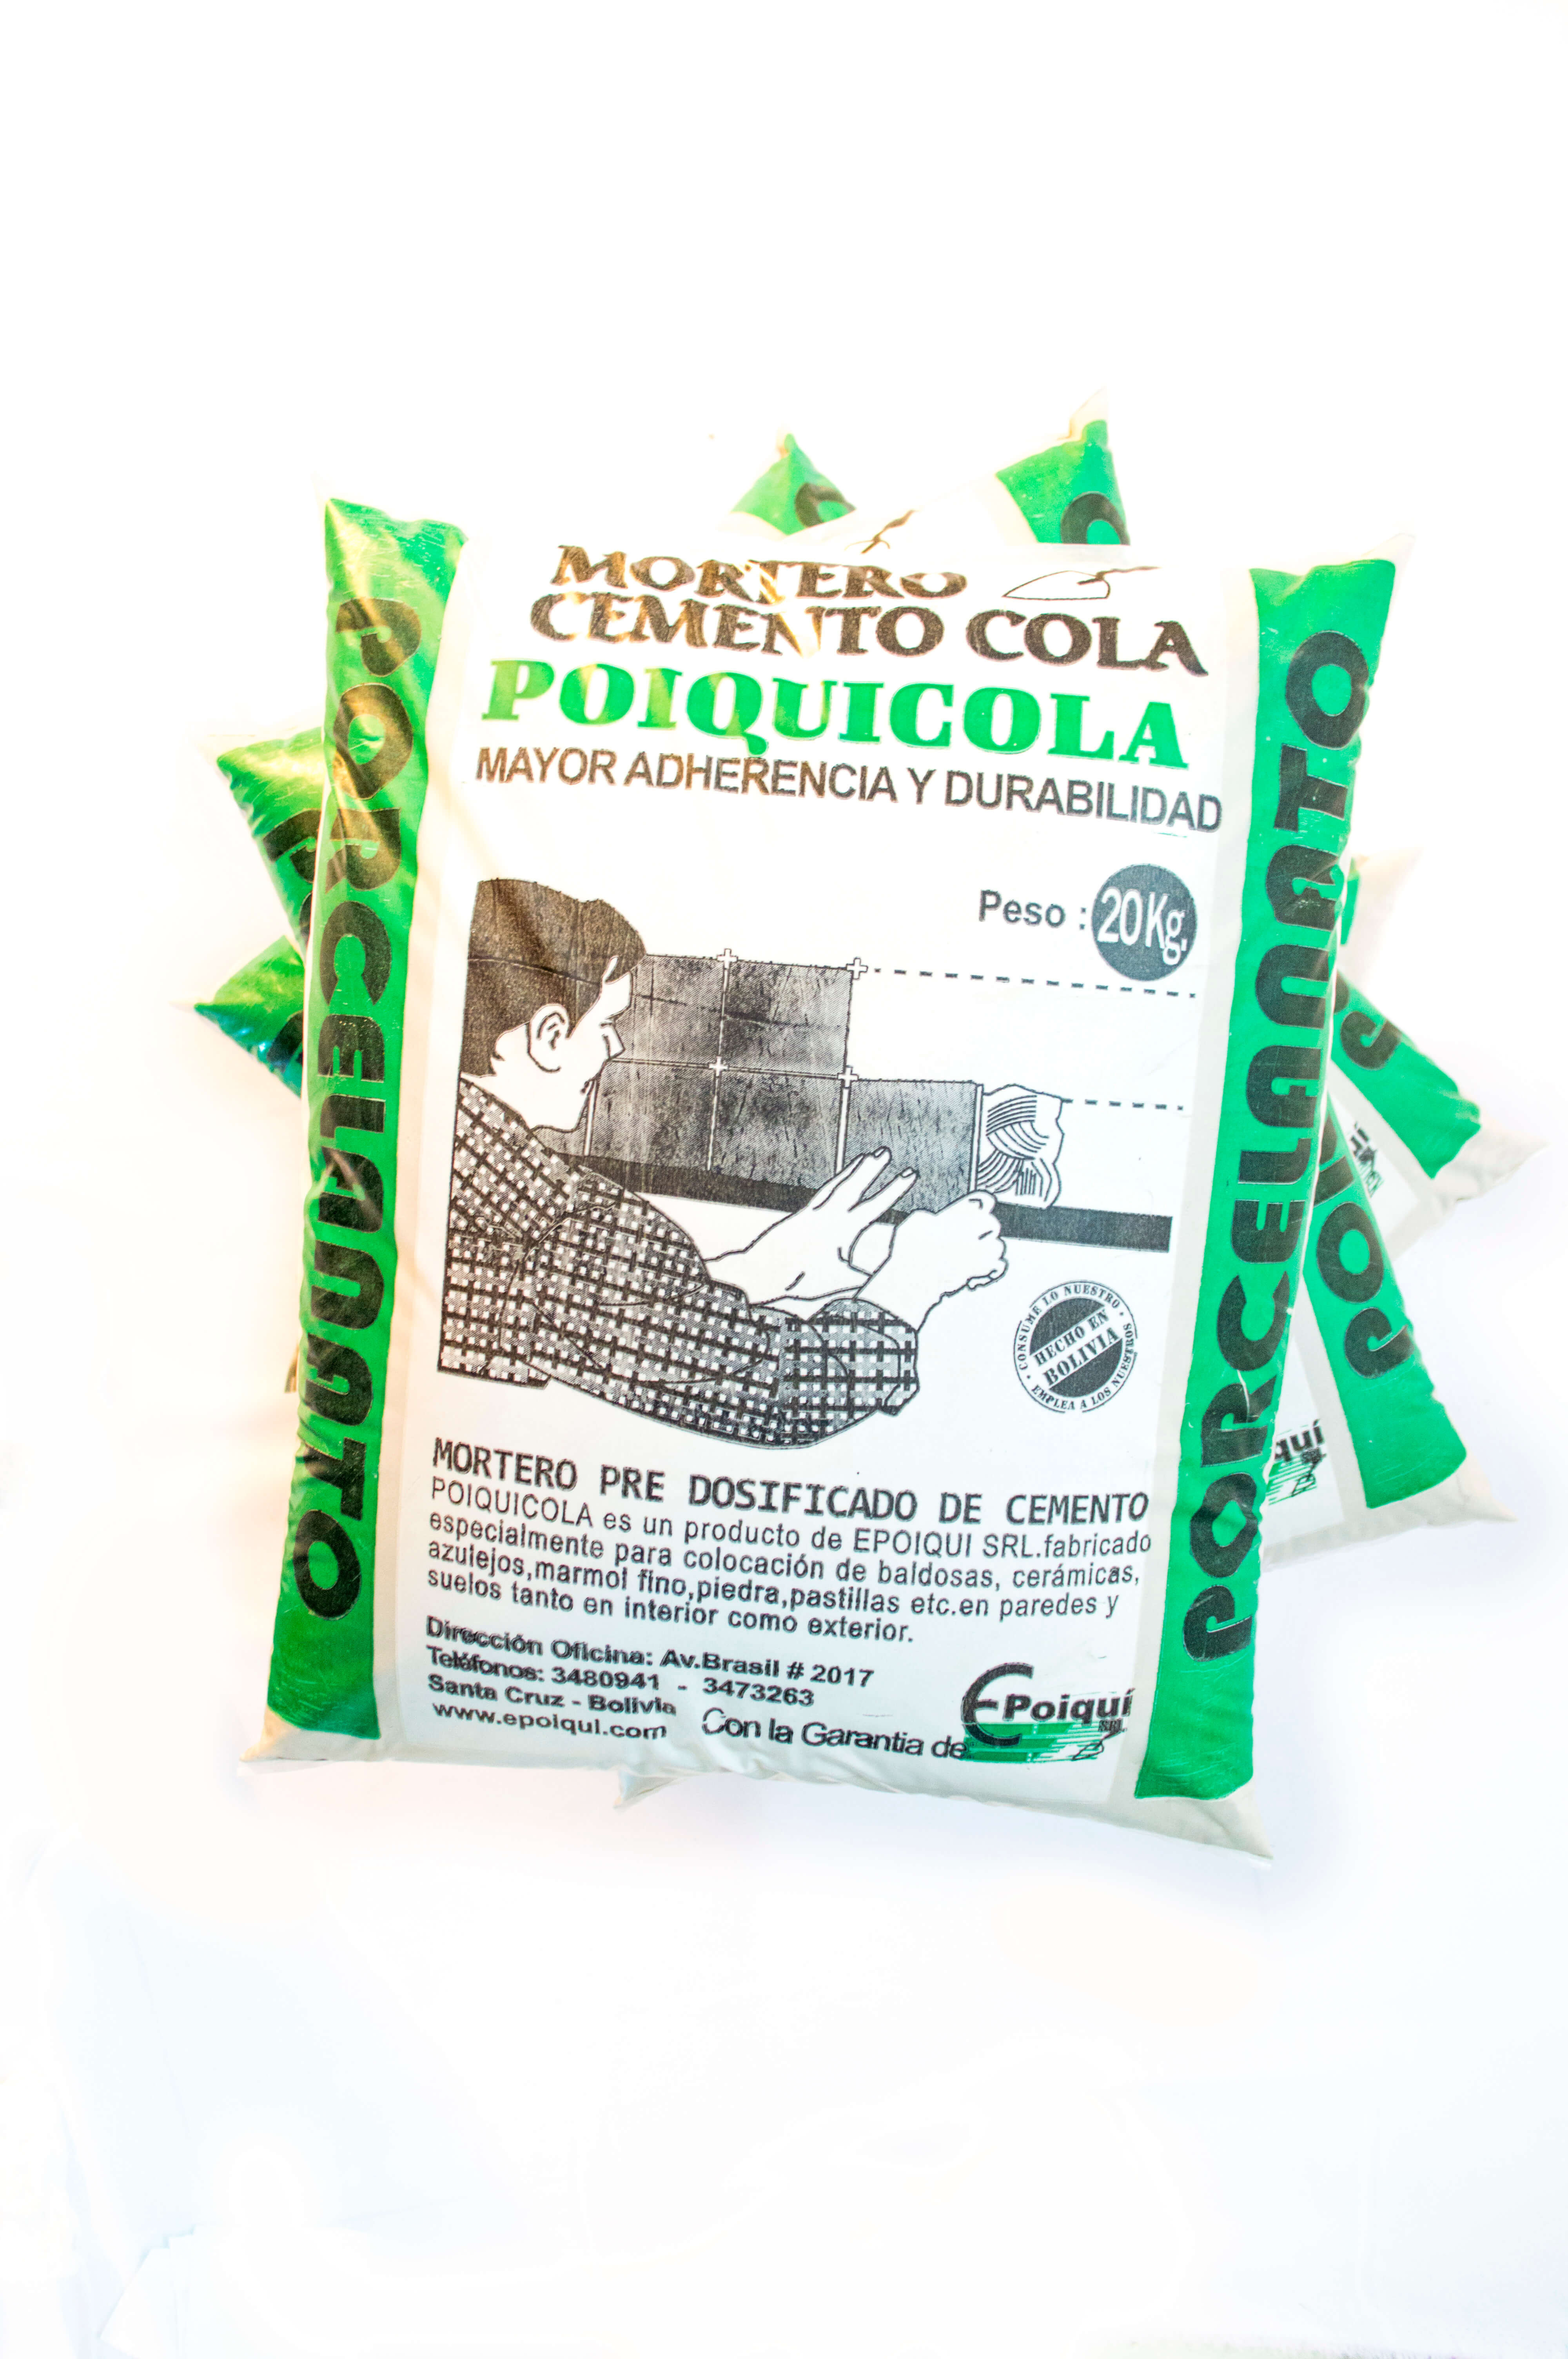 MORTERO
CEMENTO COLA
POIQUICOLA
MAYOR ADHERENCIA Y DURABILIDAD
Peso : 20Kg.
PORCELANATO
PORCELANATO
CONSUME LO NUESTRO
HECHO EN
BOLIVIA
EMPLEA A LOS NUESTROS
MORTERO PRE DOSIFICADO DE CEMENTO
POIQUICOLA es un producto de EPOIQUI SRL.fabricado
especialmente para colocación de baldosas, cerámicas,
azulejos,marmol fino,piedra,pastillas etc.en paredes y
suelos tanto en interior como exterior.
Dirección Oficina: Av.Brasil # 2017
Teléfonos: 3480941 - 3473263
Santa Cruz - Bolivia
www.epoiqui.com
Con la Garantia de
EPoiquí
SRL.